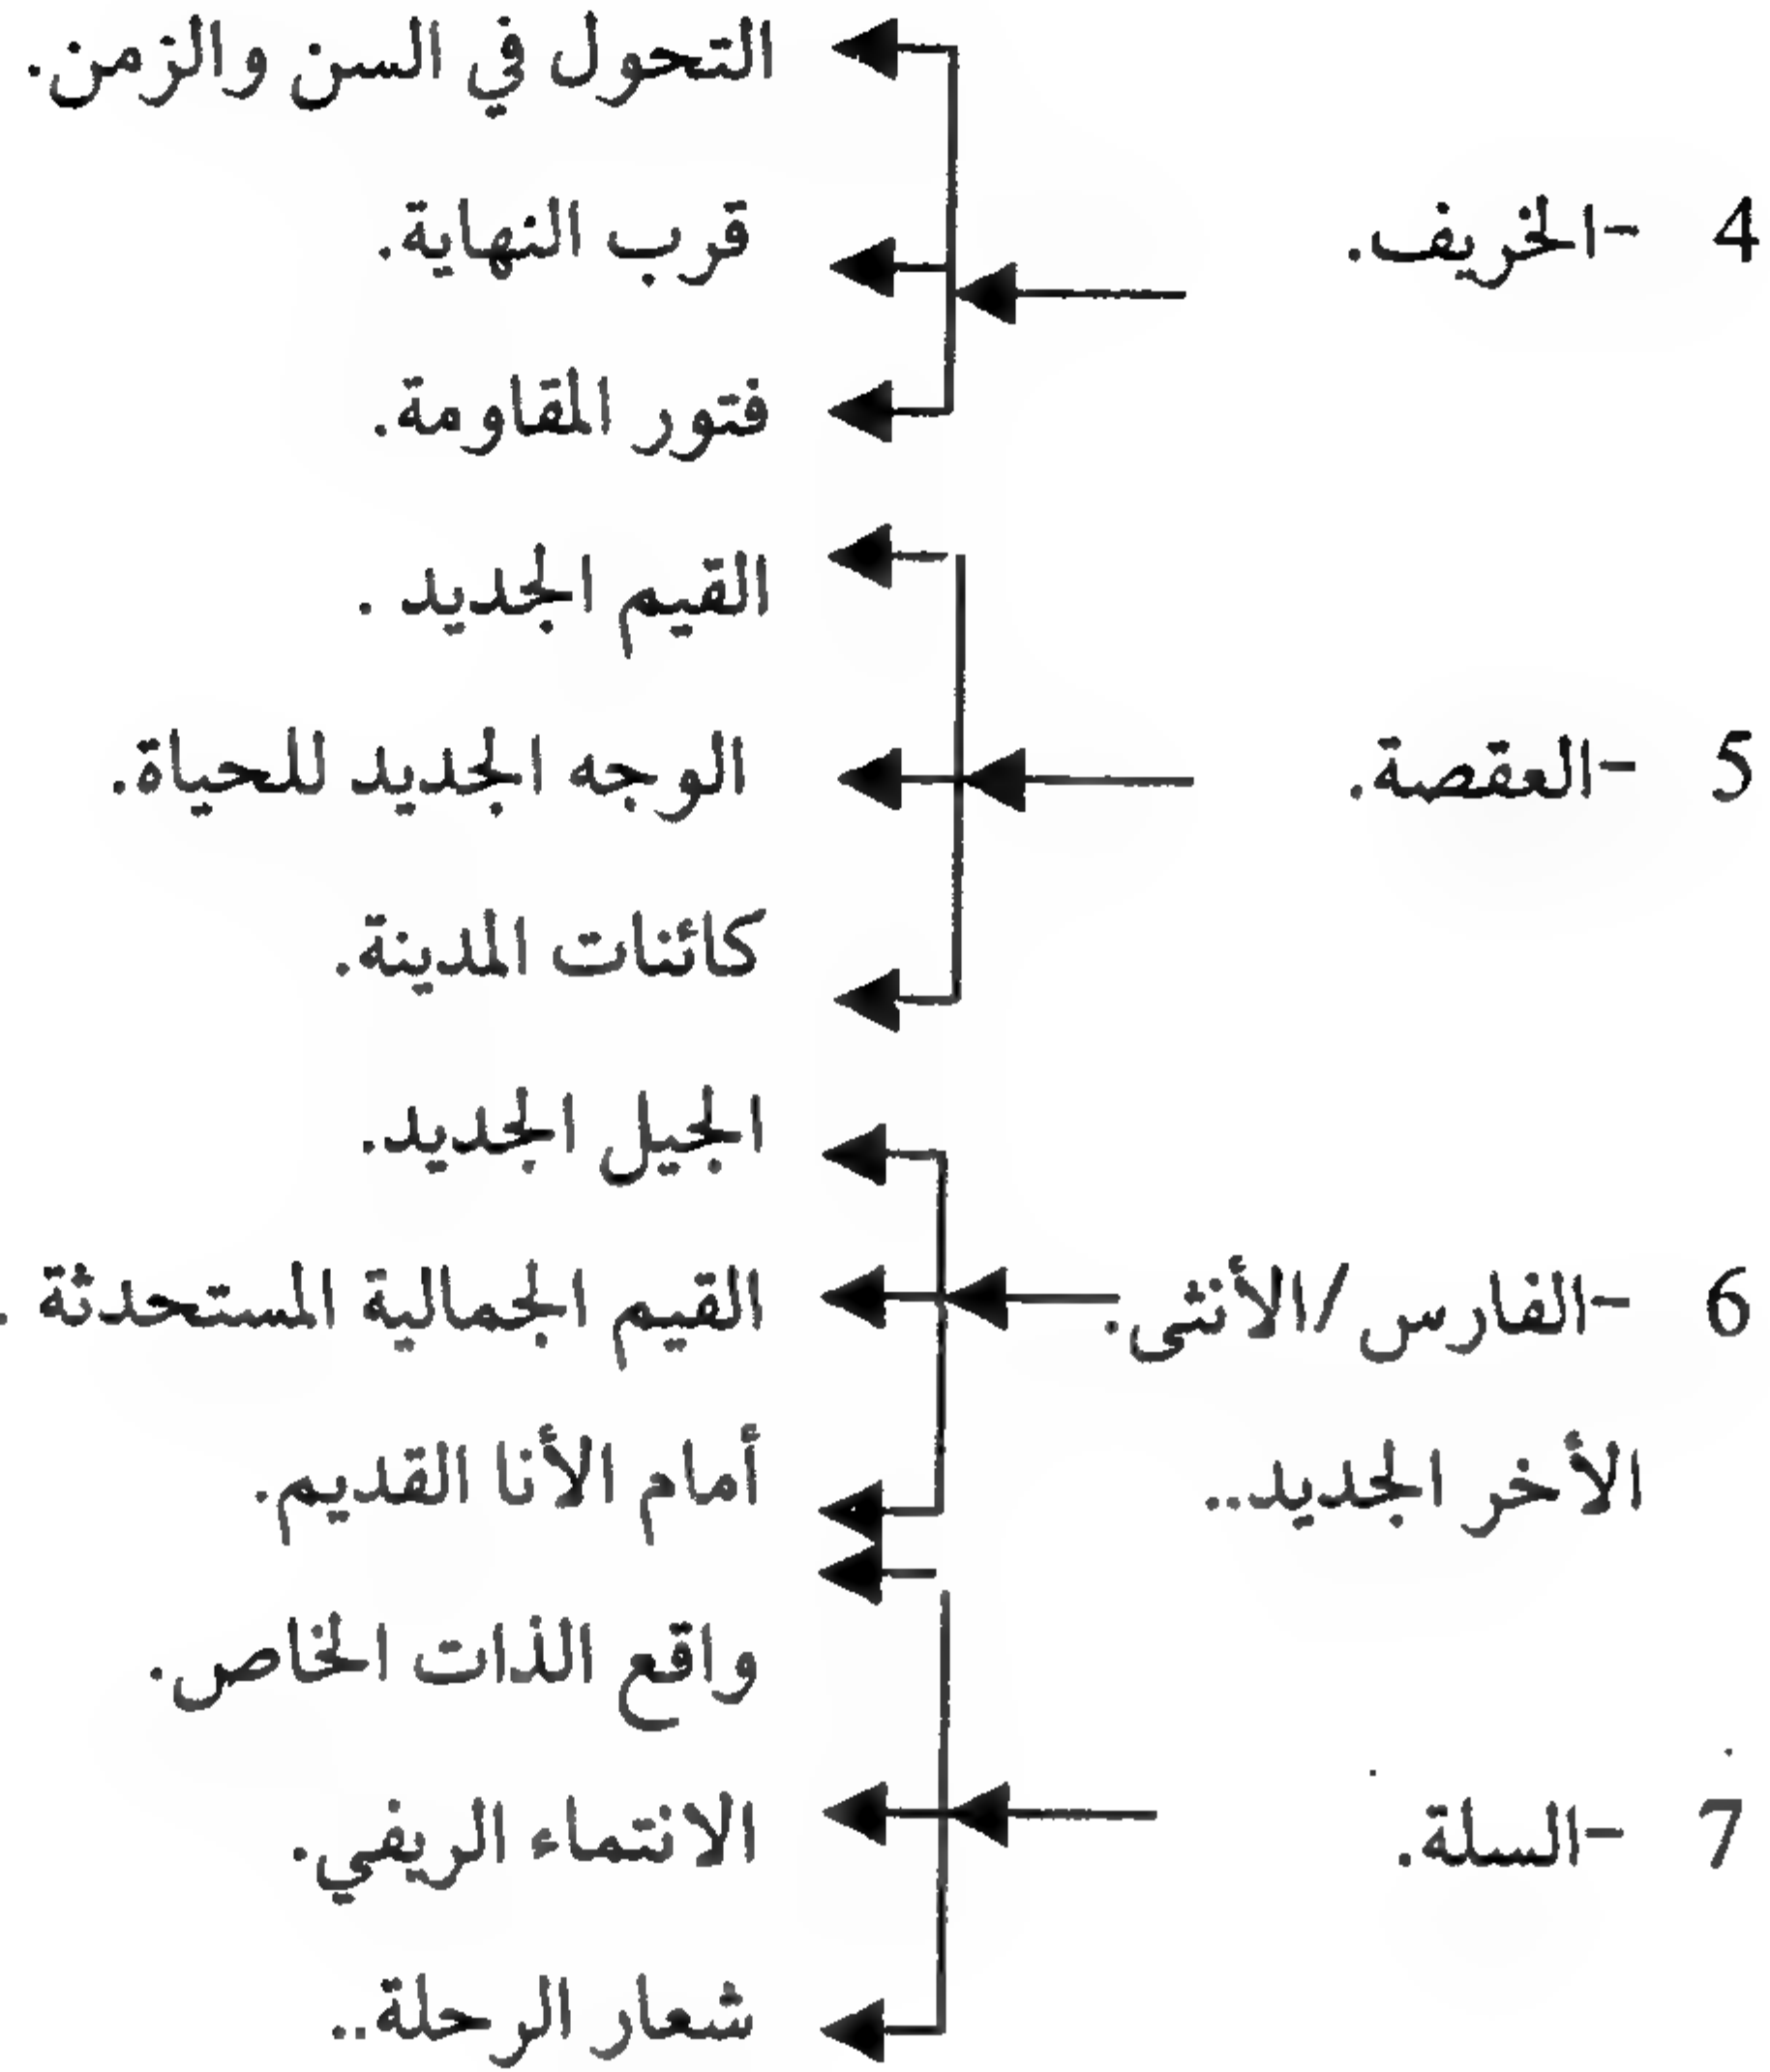 التحول في السن والزمن.
4 -الخريف.
قرب النهاية.
فتور المقاومة.
القيم الجديد .
5 -العقصة.
الوجه الجديد للحياة.
كائنات المدينة.
الجيل الجديد.
6 -الفارس/الأنثى.
القيم الجمالية المستحدثة .
الأخر الجديد..
أمام الأنا القديم.
واقع الذات الخاص.
7 -السلة.
الانتماء الريفي.
شعار الرحلة..